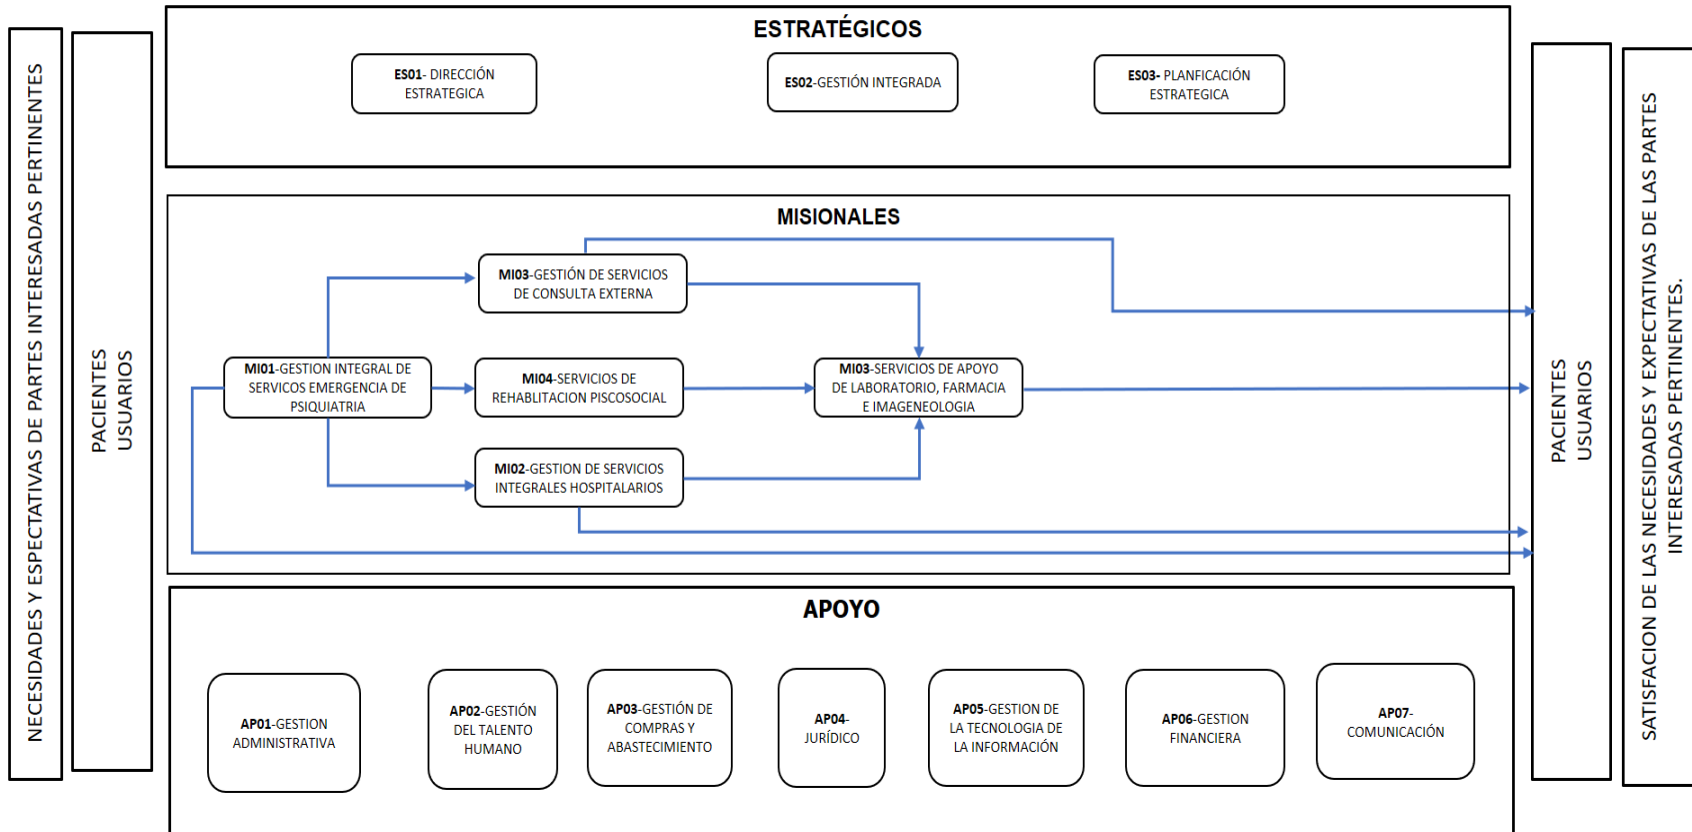 NECESIDADES Y ESPECTATIVAS DE PARTES INTERESADAS PERTINENTES
PACIENTES
USUARIOS
ESTRATÉGICOS
ES01- DIRECCIÓN
ESTRATEGICA
ES02-GESTIÓN INTEGRADA
ES03- PLANFICACIÓN
ESTRATEGICA
MISIONALES
MI03-GESTIÓN DE SERVICIOS
DE CONSULTA EXTERNA
MI01-GESTION INTEGRAL DE
SERVICOS EMERGENCIA DE
PSIQUIATRIA
MI04-SERVICIOS DE
REHABLITACION PISCOSOCIAL
MI03-SERVICIOS DE APOYO
DE LABORATORIO, FARMACIA
E IMAGENEOLOGIA
MI02-GESTION DE SERVICIOS
INTEGRALES HOSPITALARIOS
APOYO
AP01-GESTION
ADMINISTRATIVA
AP02-GESTIÓN
DEL TALENTO
HUMANO
AP03-GESTIÓN DE
COMPRAS Y
ABASTECIMIENTO
AP04-
JURÍDICO
AP05-GESTION DE
LA TECNOLOGIA DE
LA INFORMACIÓN
AP06-GESTION
FINANCIERA
AP07-
COMUNICACIÓN
PACIENTES
USUARIOS
SATISFACION DE LAS NECESIDADES Y EXPECTATIVAS DE LAS PARTES
INTERESADAS PERTINENTES.